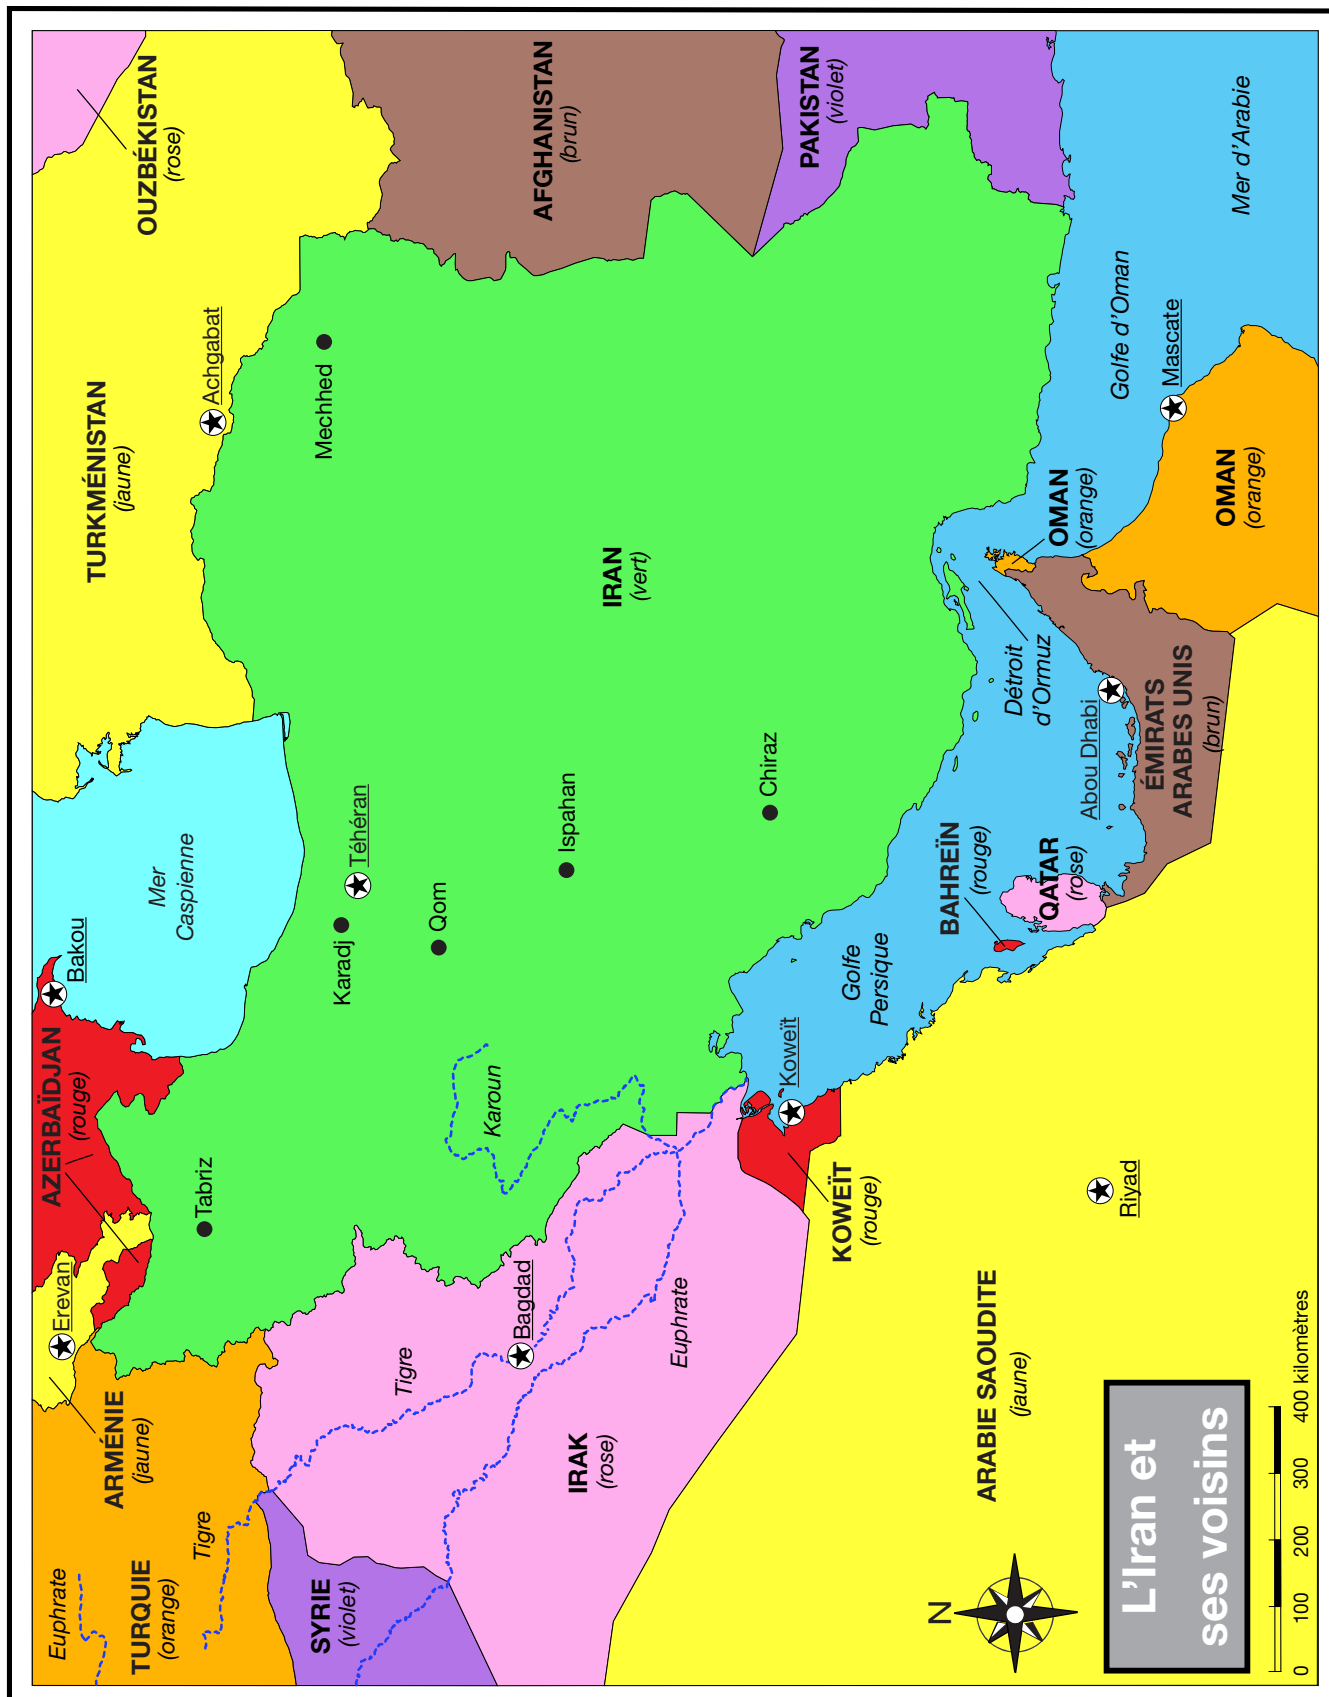 Euphrate
TURQUIE
(orange)
Tigre
ARMÉNIE
(jaune)
Erevan
AZERBAÏDJAN
(rouge)
Bakou
Mer
Caspienne
TURKMÉNISTAN
(jaune)
Achgabat
OUZBÉKISTAN
(rose)
Tabriz
Mechhed
SYRIE
(violet)
Tigre
Karadj
Téhéran
Qom
Karoun
Bagdad
Ispahan
AFGHANISTAN
(brun)
IRAN
(vert)
IRAK
(rose)
Euphrate
Chiraz
PAKISTAN
(violet)
Koweït
KOWEÏT
(rouge)
Golfe
Persique
BAHREÏN
(rouge)
QATAR
(rose)
Détroit
d’Ormuz
OMAN
(orange)
Golfe d’Oman
Mer d’Arabie
N
ARABIE SAOUDITE
(jaune)
Riyad
Abou Dhabi
ÉMIRATS
ARABES UNIS
(brun)
Mascate
OMAN
(orange)
L’Iran et
ses voisins
0 100 200 300 400 kilomètres